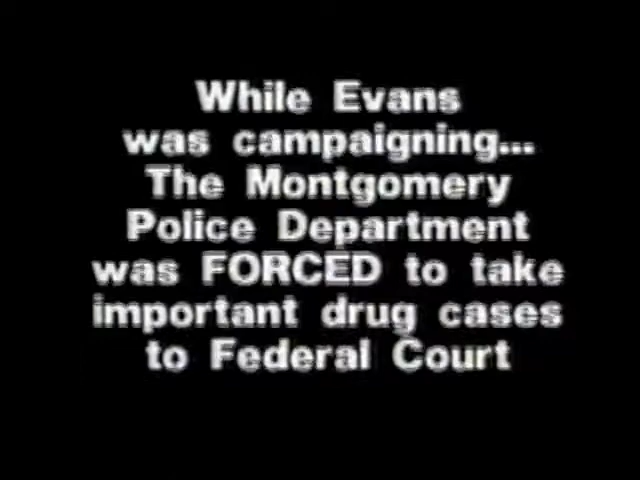 While Evans
was campaigning...
The Montgomery
Police Department
was FORCED to take
important drug cases
to Federal Court